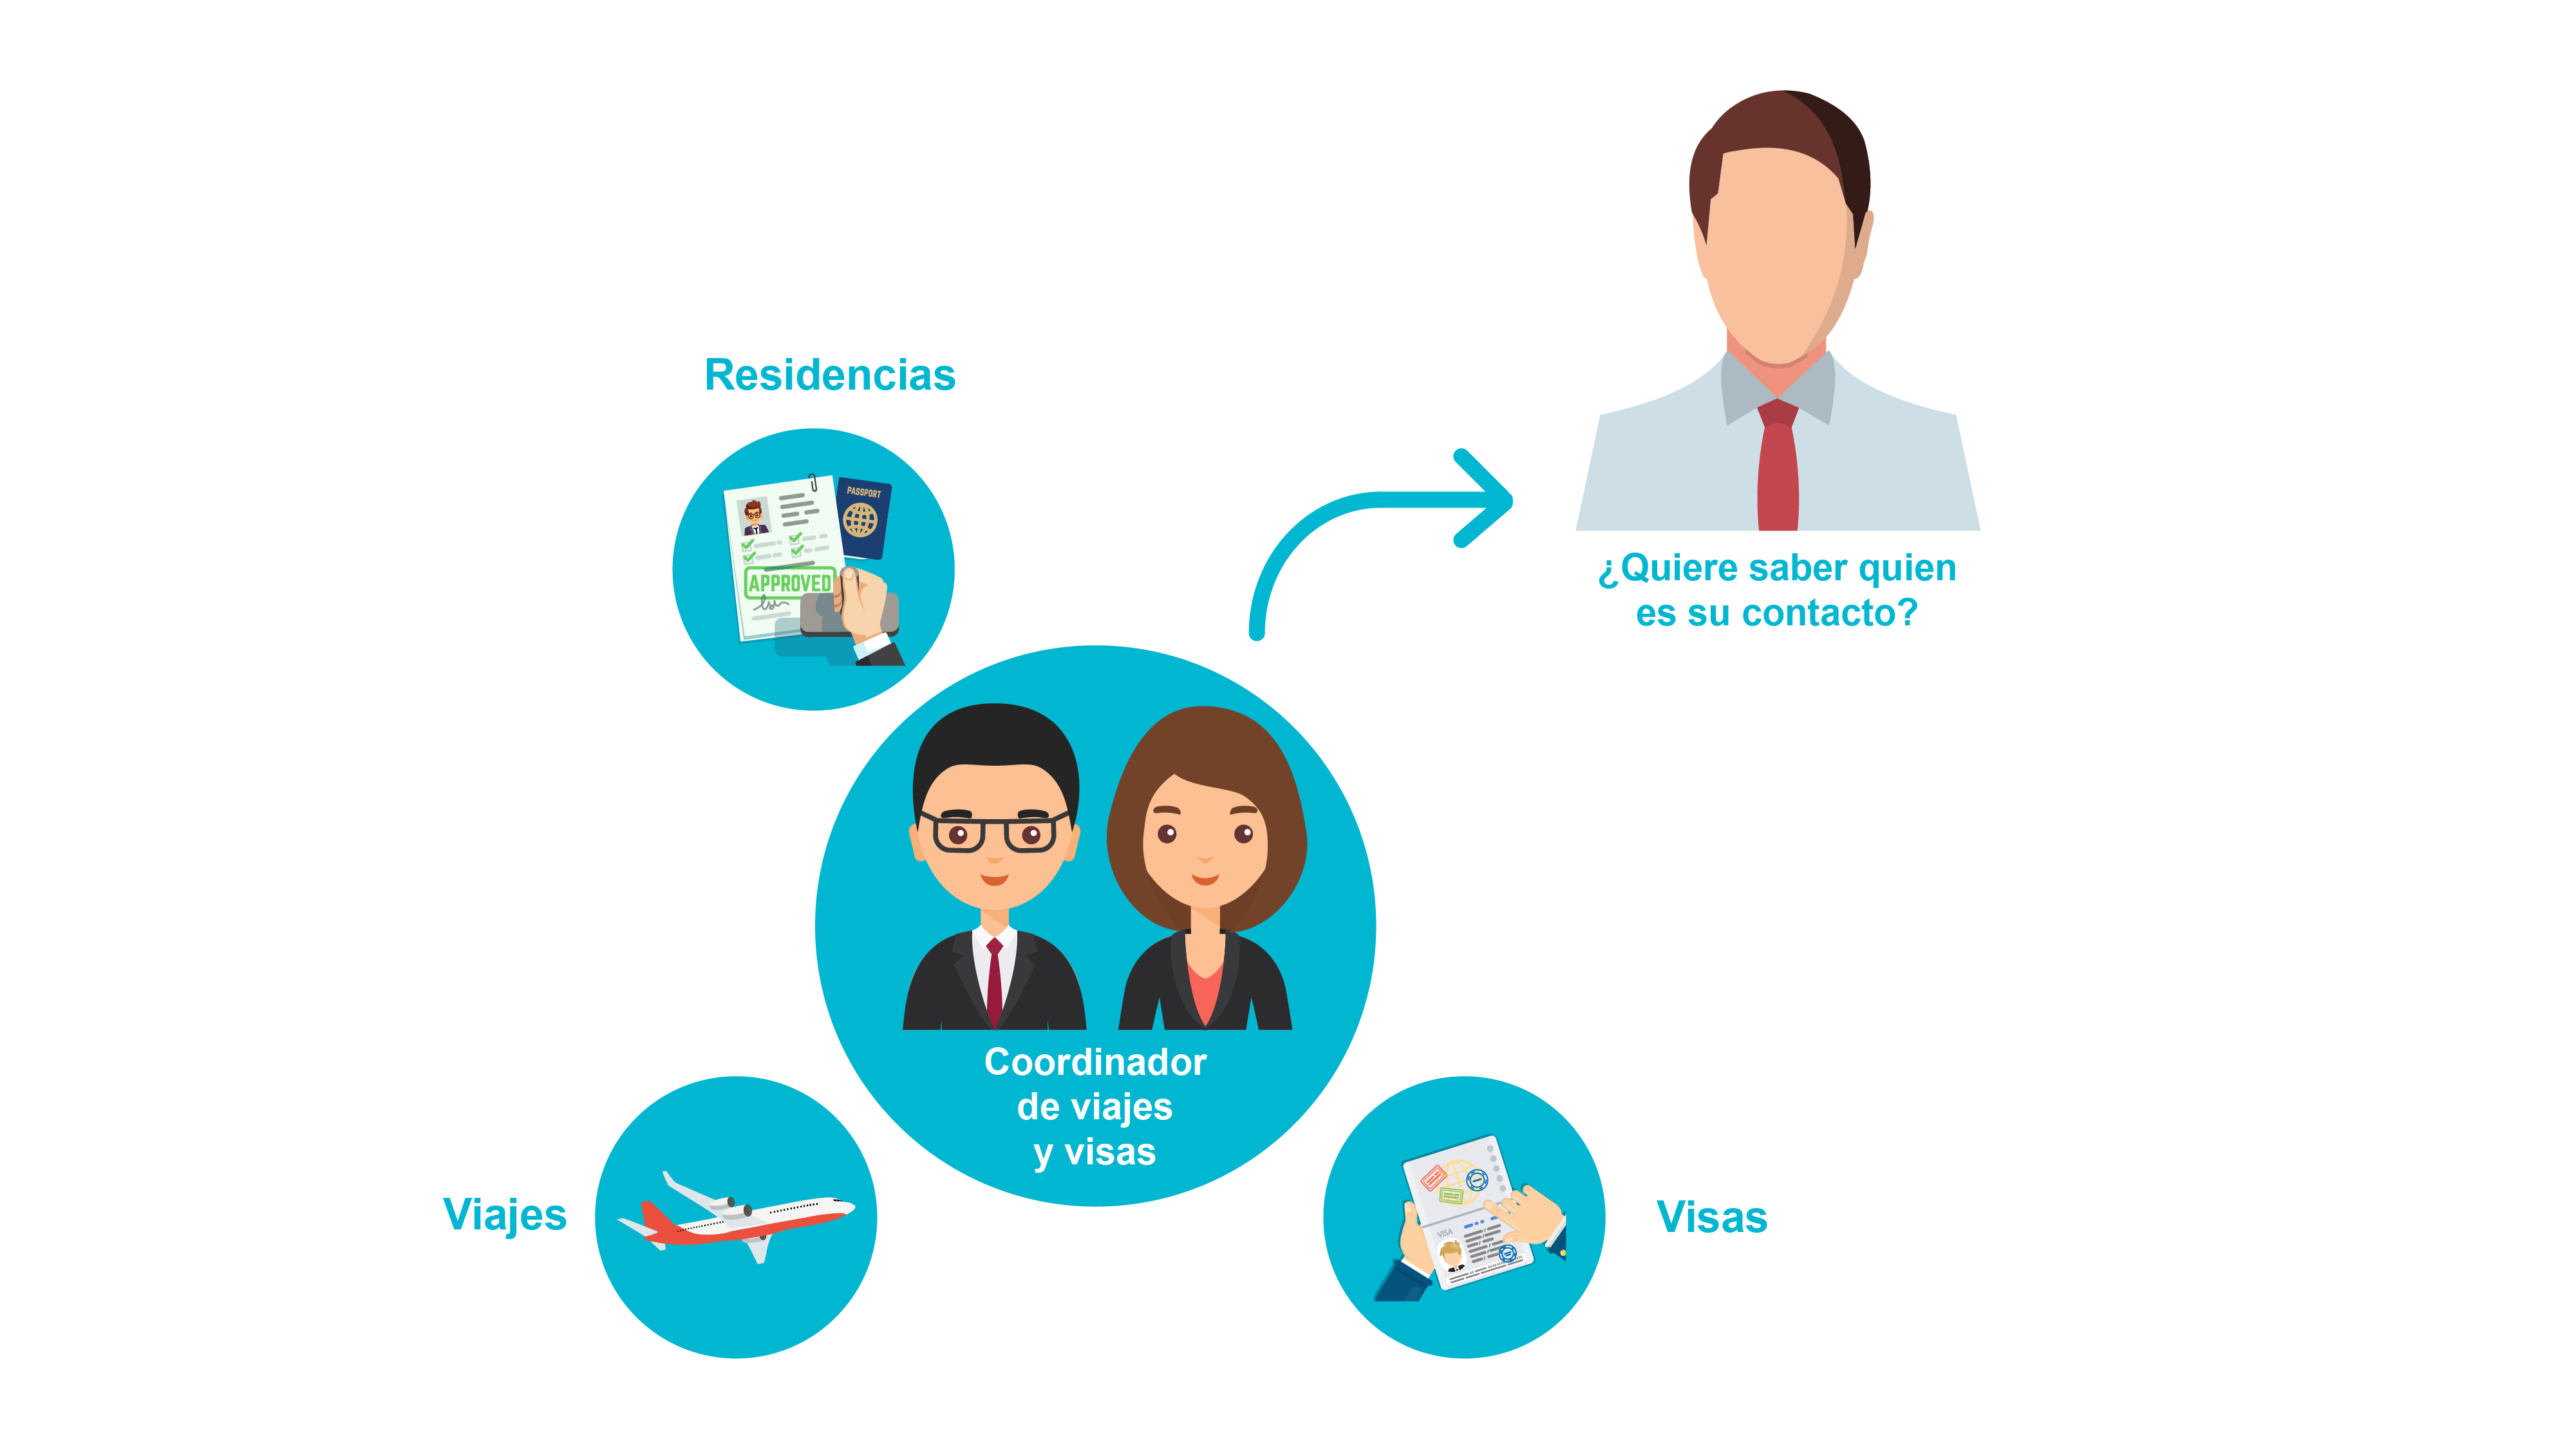 Residencias
PASSPORT
APPROVED
¿Quiere saber quien
es su contacto?
Coordinador
de viajes
y visas
Viajes
VISA
Visas